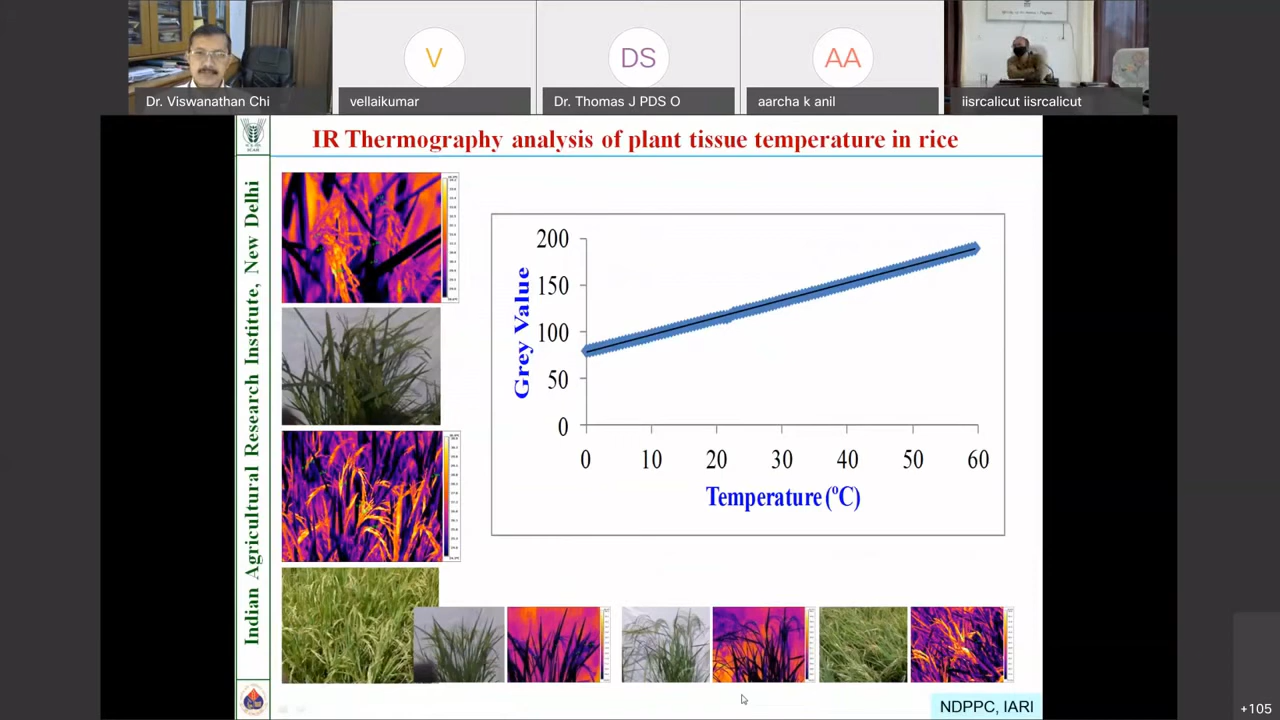 V
DS
AA
Dr. Viswanathan Chi
vellaikumar
Dr. Thomas J PDS O
aarcha k anil
iisrcalicut iisrcalicut
IR Thermography analysis of plant tissue temperature in rice
Indian Agricultural Research Institute, New Delhi
200
150
100
50
0
Grey Value
0 10 20 30 40 50 60
Temperature (ºC)
NDPPC, IARI
+105